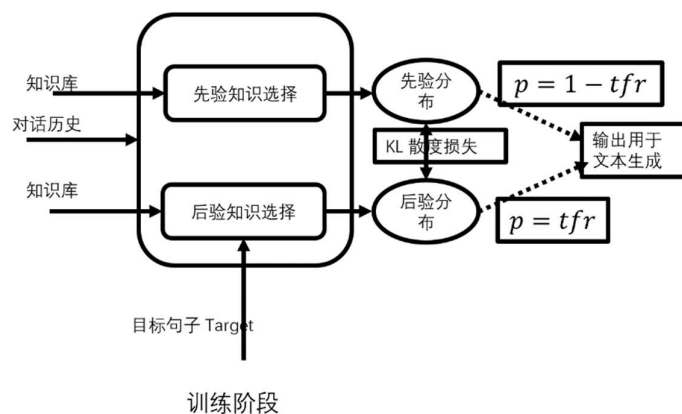 知识库
对话历史
知识库
先验知识选择
后验知识选择
先验分
布
KL 散度损失
后验分
布
p = 1 − tfr
p = tfr
输出用于
文本生成
目标句子 Target
训练阶段